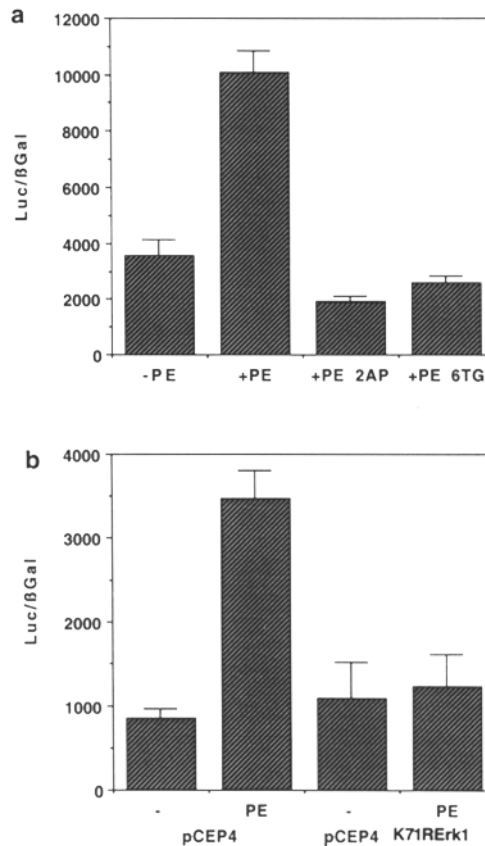 a
12000
10000
8000
6000
4000
2000
0
Luc/ßGal
-PE +PE +PE 2AP +PE 6TG
b
4000
3000
2000
1000
0
Luc/ßGal
- PE - PE
pCEP4 pCEP4 K71RErk1